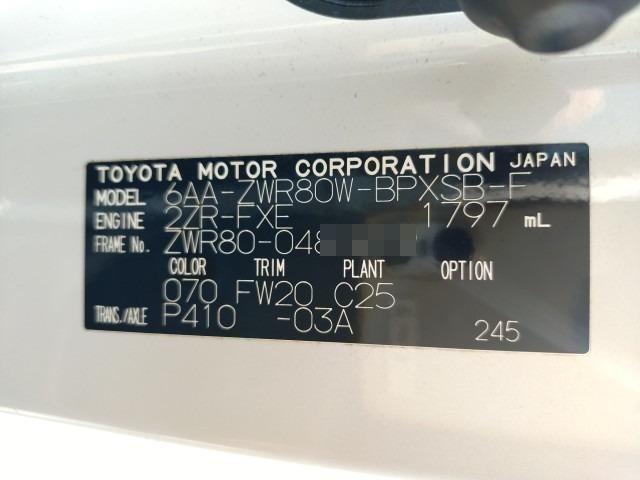 TOYOTA MOTOR CORPORATION JAPAN
MODEL 6AA-ZWR80W-BPXSB-F
ENGINE 2ZR-FXE 1797 mL
FRAME No. ZWR80-048
COLOR TRIM PLANT OPTION
070 FW20 C25
TRANS./AXLE P410 -03A 245